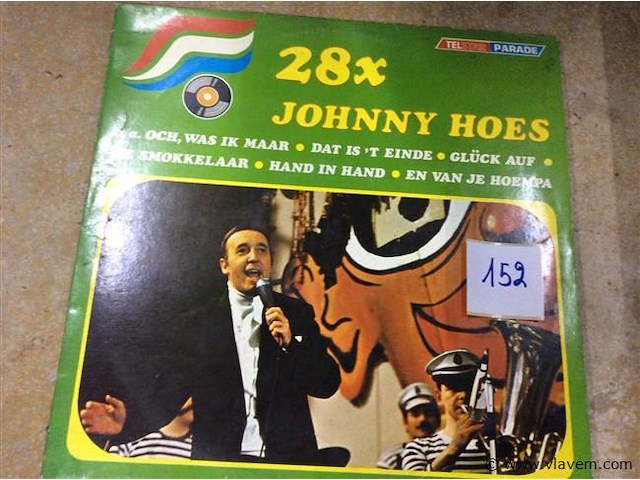 TELSTAR PARADE
28x
JOHNNY HOES
o.a. OCH, WAS IK MAAR • DAT IS 'T EINDE • GLÜCK AUF •
SMOKKELAAR • HAND IN HAND • EN VAN JE HOEMPA
152
© www.vlavem.com